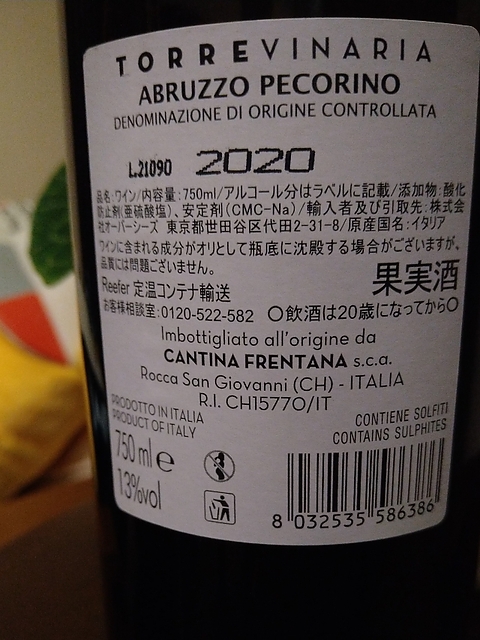 TORREVINARIA
ABRUZZO PECORINO
DENOMINAZIONE DI ORIGINE CONTROLLATA
L.21090 2020
品名:ワイン/内容量:750ml/アルコール分はラベルに記載/添加物:酸化
防止剤(亜硫酸塩)、安定剤(CMC-Na)/輸入者及び引取先:株式会
社オーバーシーズ 東京都世田谷区代田2-31-8/原産国名:イタリア
ワインに含まれる成分がオリとして瓶底に沈殿する場合がございますが、
品質には問題ございません。
果実酒
Reefer 定温コンテナ輸送
お客様相談室:0120-522-582 〇飲酒は20歳になってから〇
Imbottigliato all'origine da
CANTINA FRENTANA s.c.a.
Rocca San Giovanni (CH) - ITALIA
R.I. CH15770/IT
PRODOTTO IN ITALIA
PRODUCT OF ITALY
CONTIENE SOLFITI
CONTAINS SULPHITES
750 ml e
13%vol
8 032535 586386